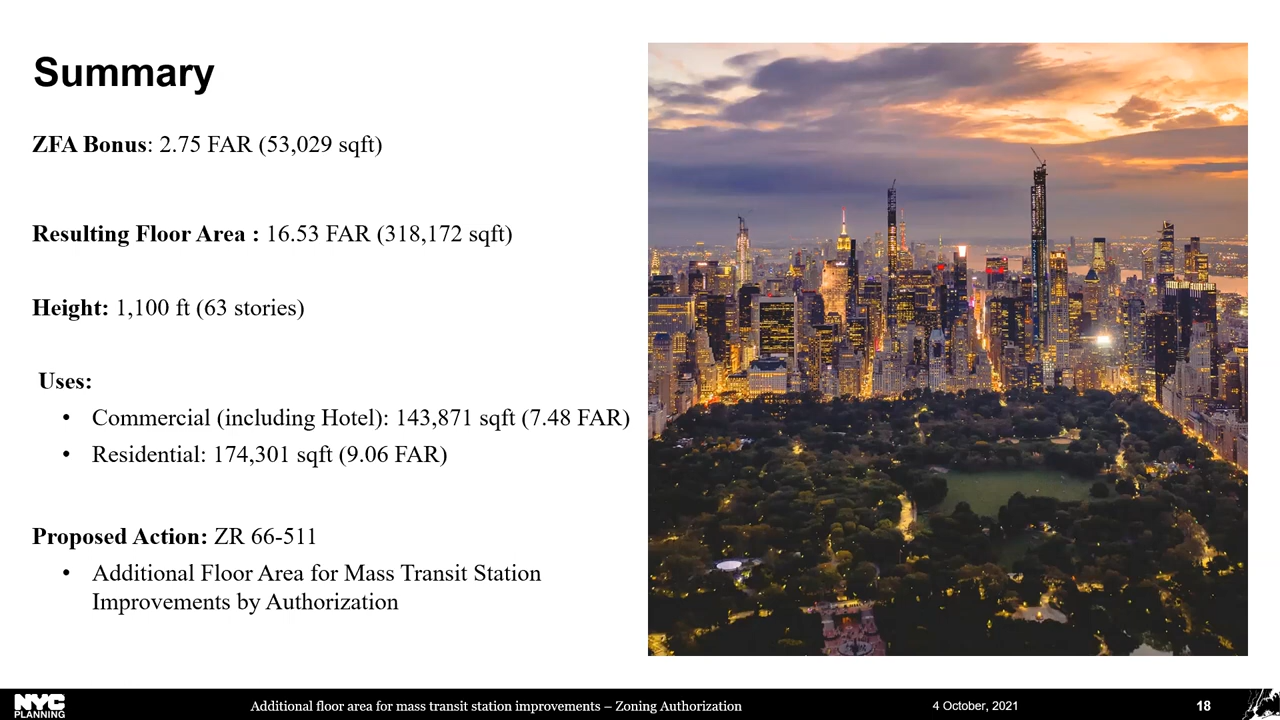 Summary
ZFA Bonus: 2.75 FAR (53,029 sqft)
Resulting Floor Area : 16.53 FAR (318,172 sqft)
Height: 1,100 ft (63 stories)
Uses:
• Commercial (including Hotel): 143,871 sqft (7.48 FAR)
• Residential: 174,301 sqft (9.06 FAR)
Proposed Action: ZR 66-511
• Additional Floor Area for Mass Transit Station
Improvements by Authorization
NYC
PLANNING
Additional floor area for mass transit station improvements – Zoning Authorization
4 October, 2021
18